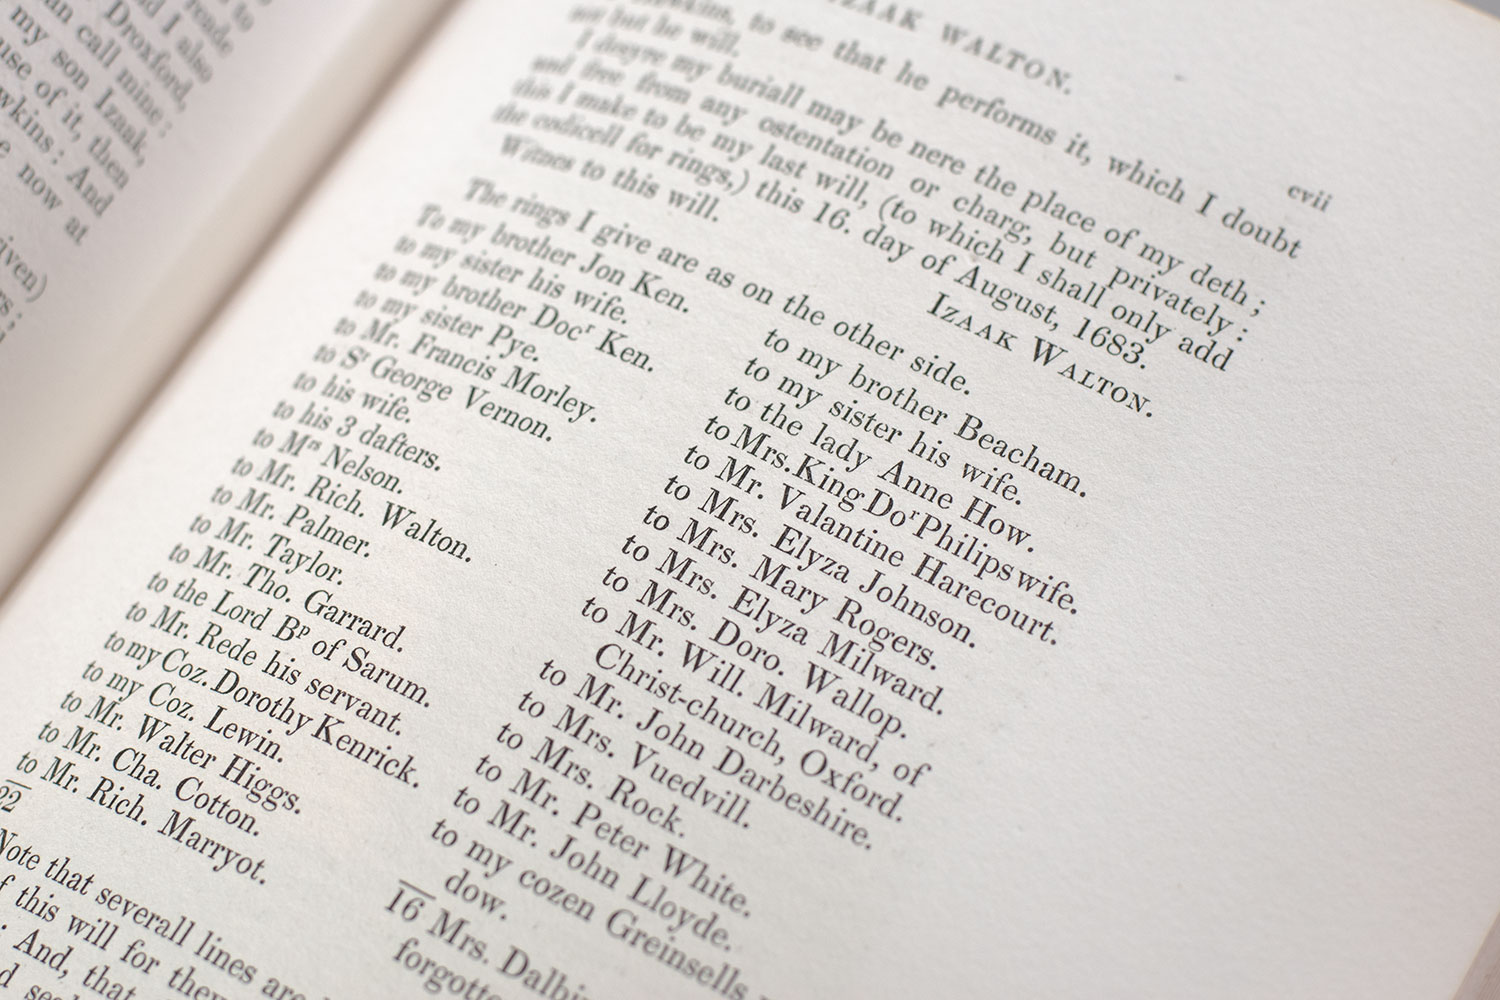 reade
d I also
Droxford,
an call mine:
my son Izaak,
use of it, then
wkins: And
now at
iven)
IZAAK WALTON.
cvii
to see that he performs it, which I doubt
not but he will.
I desyre my buriall may be nere the place of my deth;
and free from any ostentation or charg, but privately:
this I make to be my last will, (to which I shall only add
the codicell for rings,) this 16. day of August, 1683.
IZAAK WALTON.
Witnes to this will.
The rings I give are as on the other side.
To my brother Jon Ken.
to my sister his wife.
to my brother Docr Ken.
to my sister Pye.
to Mr. Francis Morley.
to Sr George Vernon.
to his wife.
to his 3 dafters.
to Mrs Nelson.
to Mr. Rich. Walton.
to Mr. Palmer.
to Mr. Taylor.
to Mr. Tho. Garrard.
to the Lord Bp of Sarum.
to Mr. Rede his servant.
to my Coz. Dorothy Kenrick.
to my Coz. Lewin.
to Mr. Walter Higgs.
to Mr. Cha. Cotton.
to Mr. Rich. Marryot.
22
to my brother Beacham.
to my sister his wife.
to the lady Anne How.
to Mrs. King Dor Philips wife.
to Mr. Valantine Harecourt.
to Mrs. Elyza Johnson.
to Mrs. Mary Rogers.
to Mrs. Elyza Milward.
to Mrs. Doro. Wallop.
to Mr. Will. Milward, of
Christ-church, Oxford.
to Mr. John Darbeshire.
to Mrs. Vuedvill.
to Mrs. Rock.
to Mr. Peter White.
to Mr. John Lloyde.
to my cozen Greinsells
dow.
16 Mrs. Dalbin
forgotte
Note that severall lines are
f this will for they
: And, that